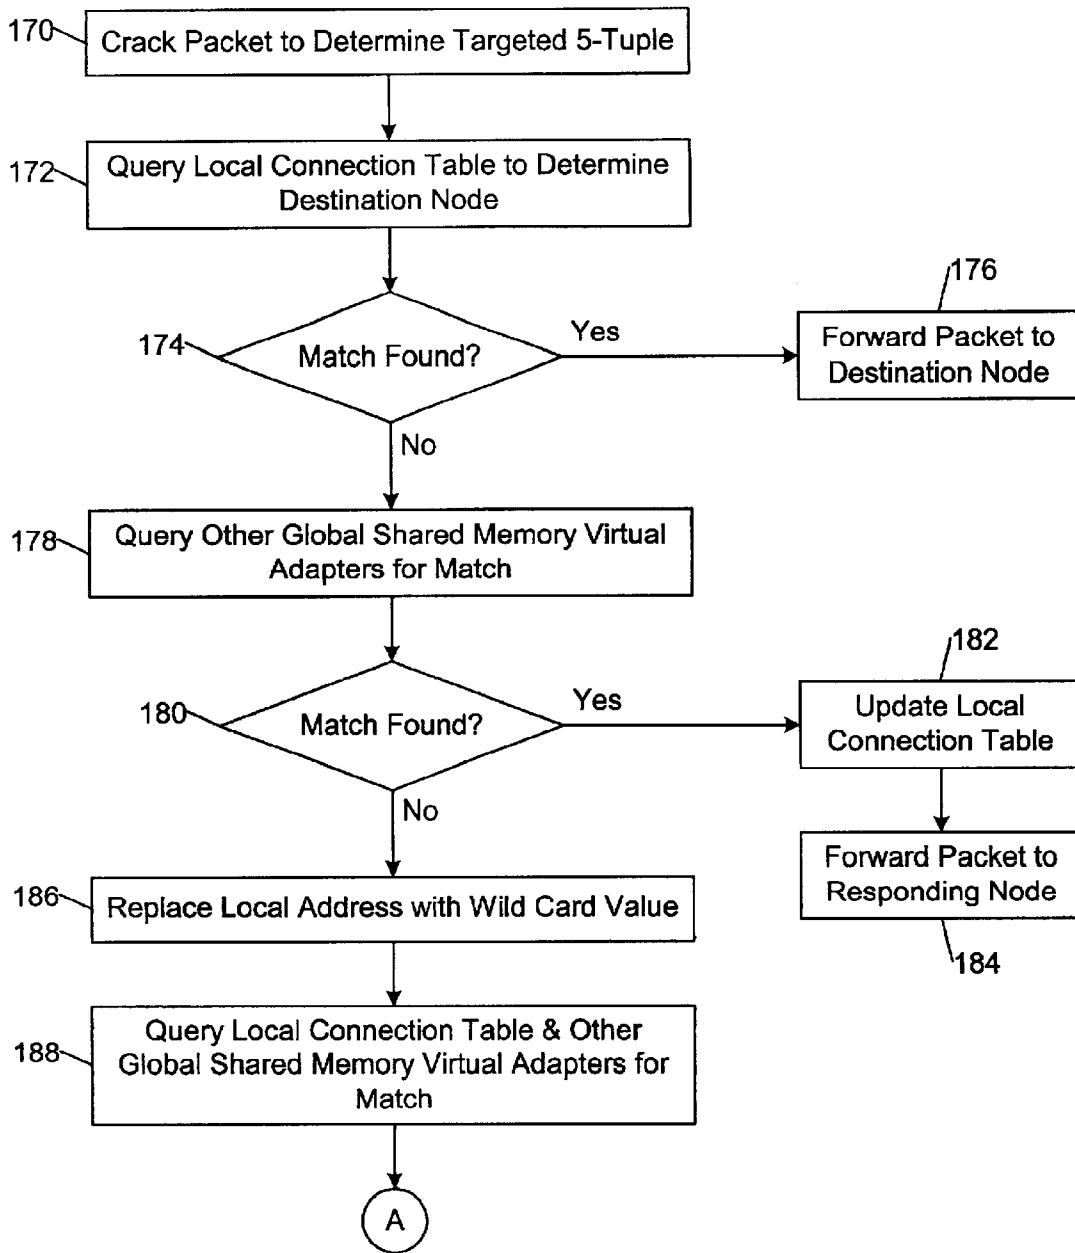 170
Crack Packet to Determine Targeted 5-Tuple
172
Query Local Connection Table to Determine
Destination Node
174
Match Found?
Yes
176
Forward Packet to
Destination Node
No
178
Query Other Global Shared Memory Virtual
Adapters for Match
180
Match Found?
Yes
182
Update Local
Connection Table
Forward Packet to
Responding Node
184
No
186
Replace Local Address with Wild Card Value
188
Query Local Connection Table & Other
Global Shared Memory Virtual Adapters for
Match
A